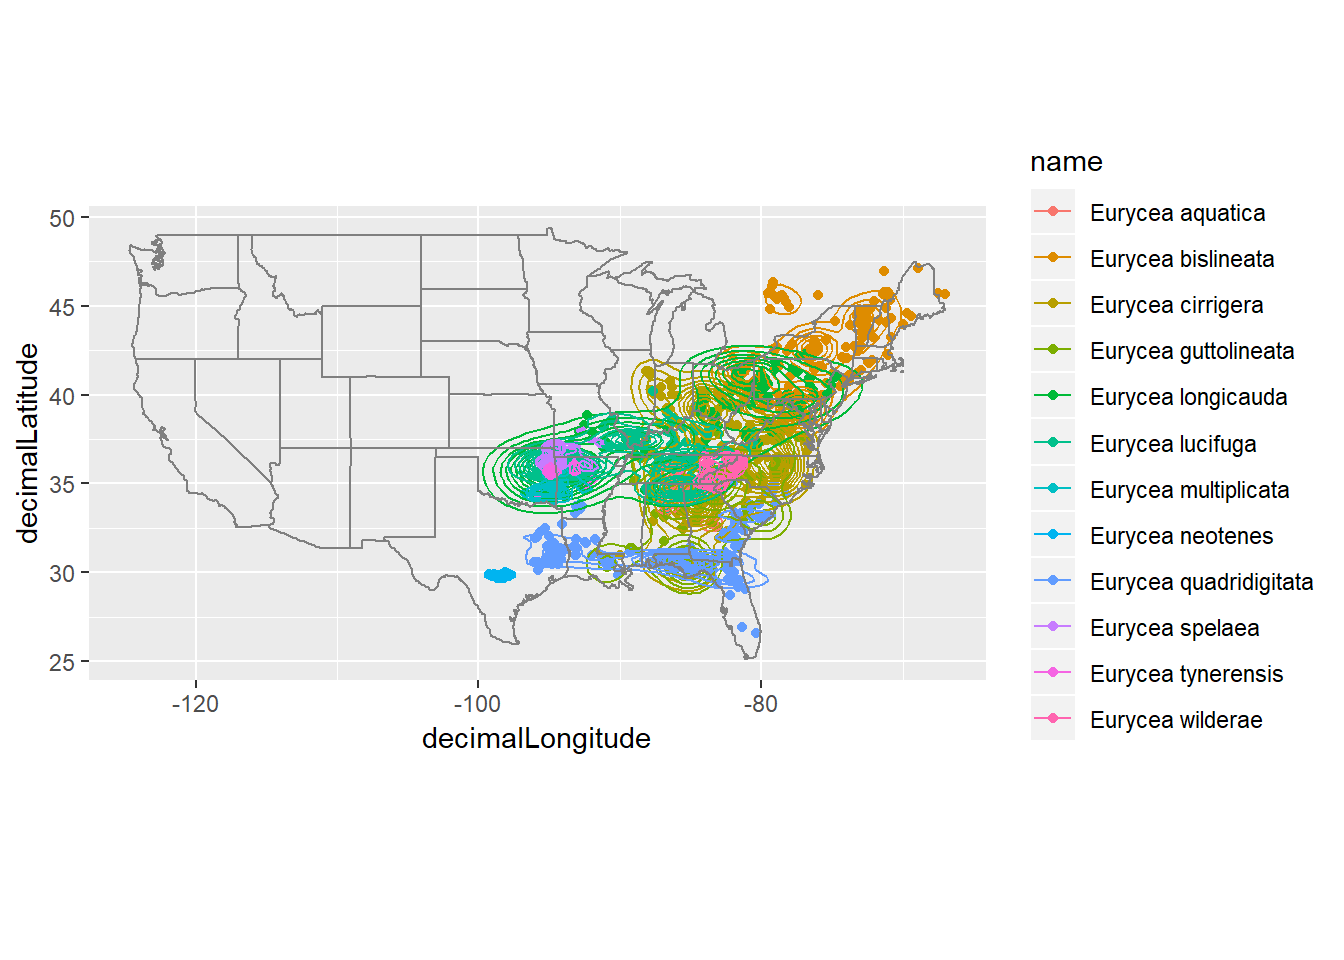 name
Eurycea aquatica
Eurycea bislineata
Eurycea cirrigera
Eurycea guttolineata
Eurycea longicauda
Eurycea lucifuga
Eurycea multiplicata
Eurycea neotenes
Eurycea quadridigitata
Eurycea spelaea
Eurycea tynerensis
Eurycea wilderae
decimalLatitude
50
45
40
35
30
25
-120
-100
-80
decimalLongitude